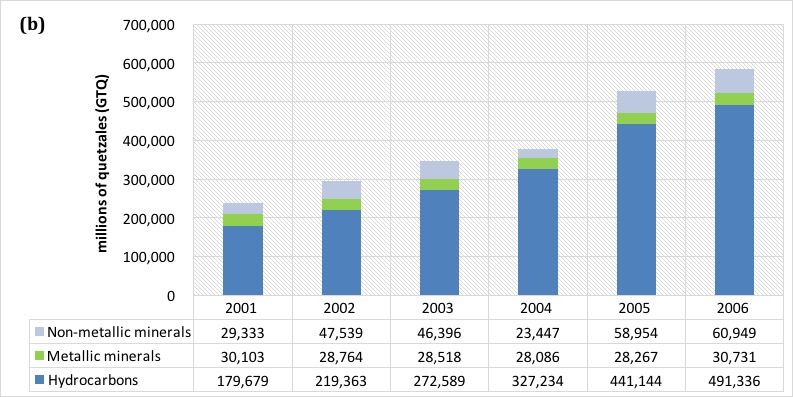 (b)
millions of quetzales (GTQ)
700,000
600,000
500,000
400,000
300,000
200,000
100,000
0
2001 2002 2003 2004 2005 2006
Non-metallic minerals 29,333 47,539 46,396 23,447 58,954 60,949
Metallic minerals 30,103 28,764 28,518 28,086 28,267 30,731
Hydrocarbons 179,679 219,363 272,589 327,234 441,144 491,336